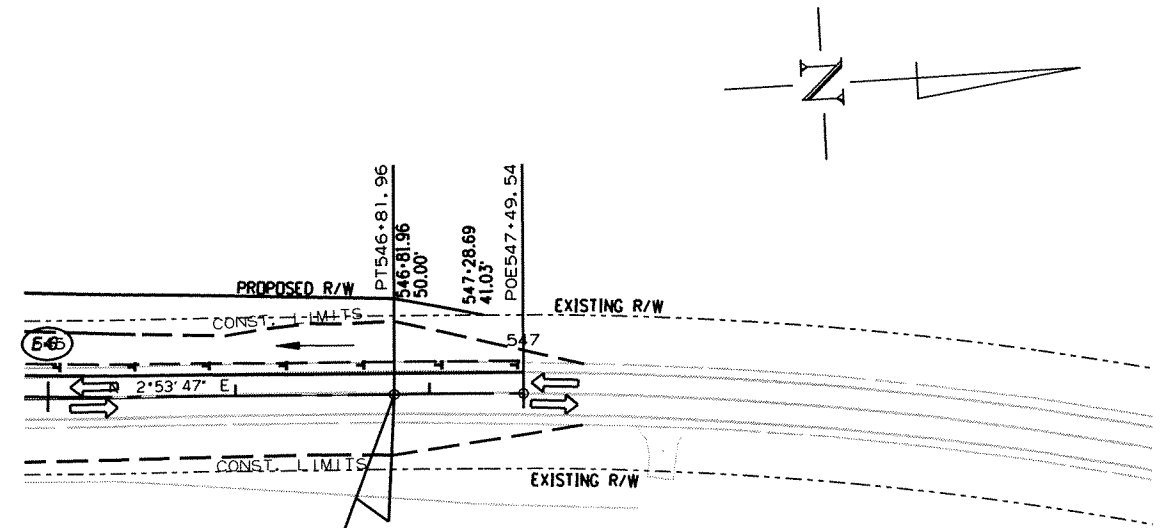 N
PT546+81.96
546+81.96
50.00'
547+28.69
41.03'
POE547+49.54
PROPOSED R/W
EXISTING R/W
CONST. LIMITS
547
2°53'47" E
CONST. LIMITS
EXISTING R/W